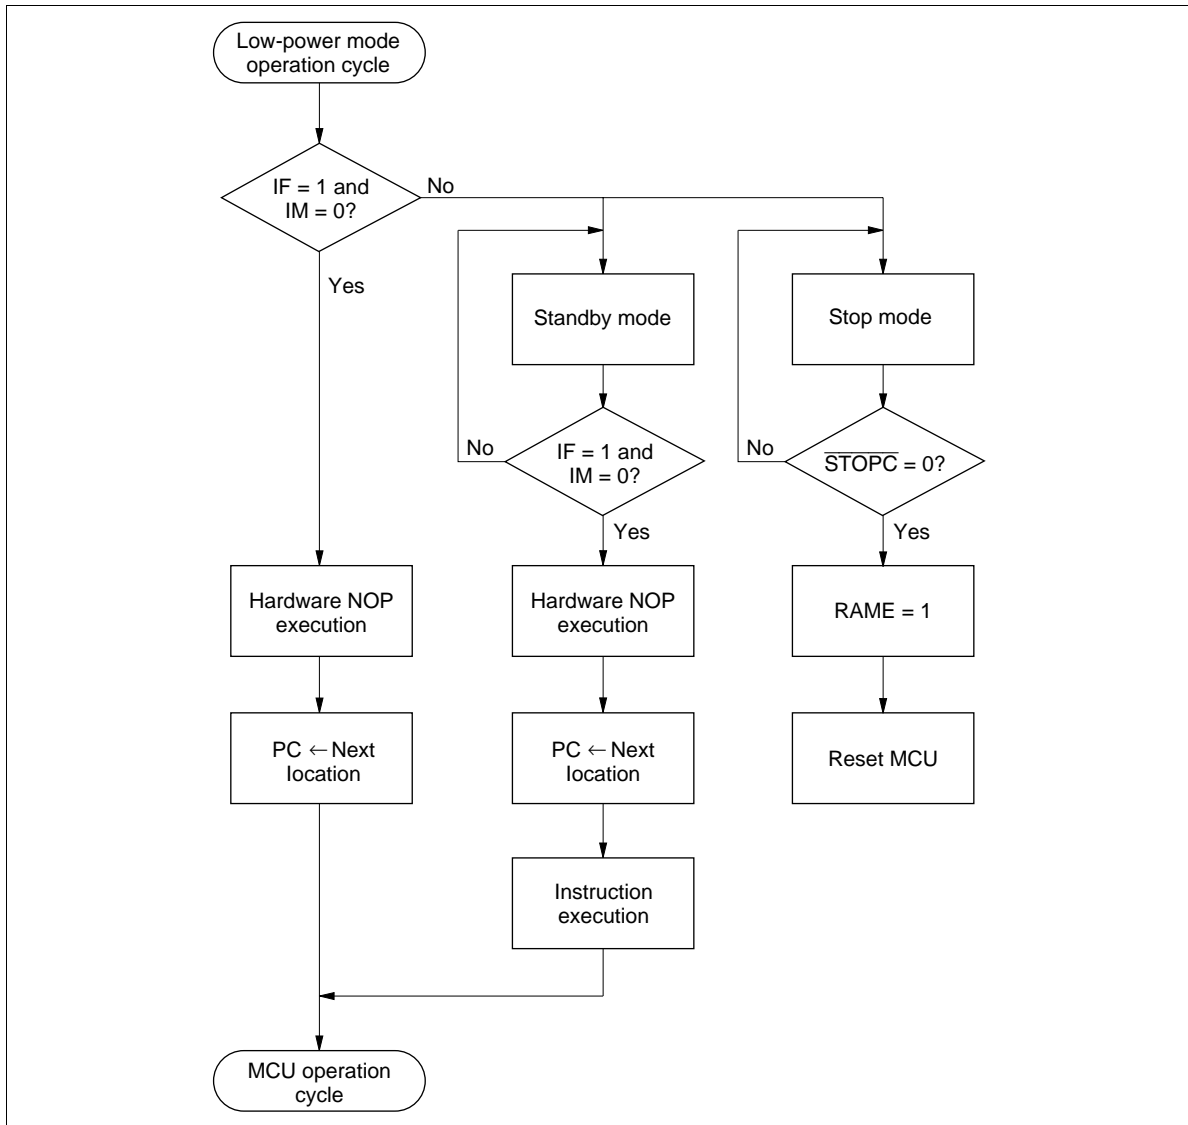 Low-power mode
operation cycle
IF = 1 and
IM = 0?
No
Yes
Standby mode
Stop mode
No
IF = 1 and
IM = 0?
Yes
No
S̅T̅O̅P̅C̅ = 0?
Yes
Hardware NOP
execution
Hardware NOP
execution
RAME = 1
PC ← Next
location
PC ← Next
location
Reset MCU
Instruction
execution
MCU operation
cycle